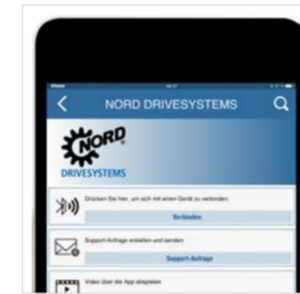 NORD DRIVESYSTEMS
NORD
DRIVESYSTEMS
Drücken Sie hier, um sich mit einen Gerät zu verbinden.
Verbinden
Support-Anfrage erstellen und senden
Support-Anfrage
Video über die App abspielen